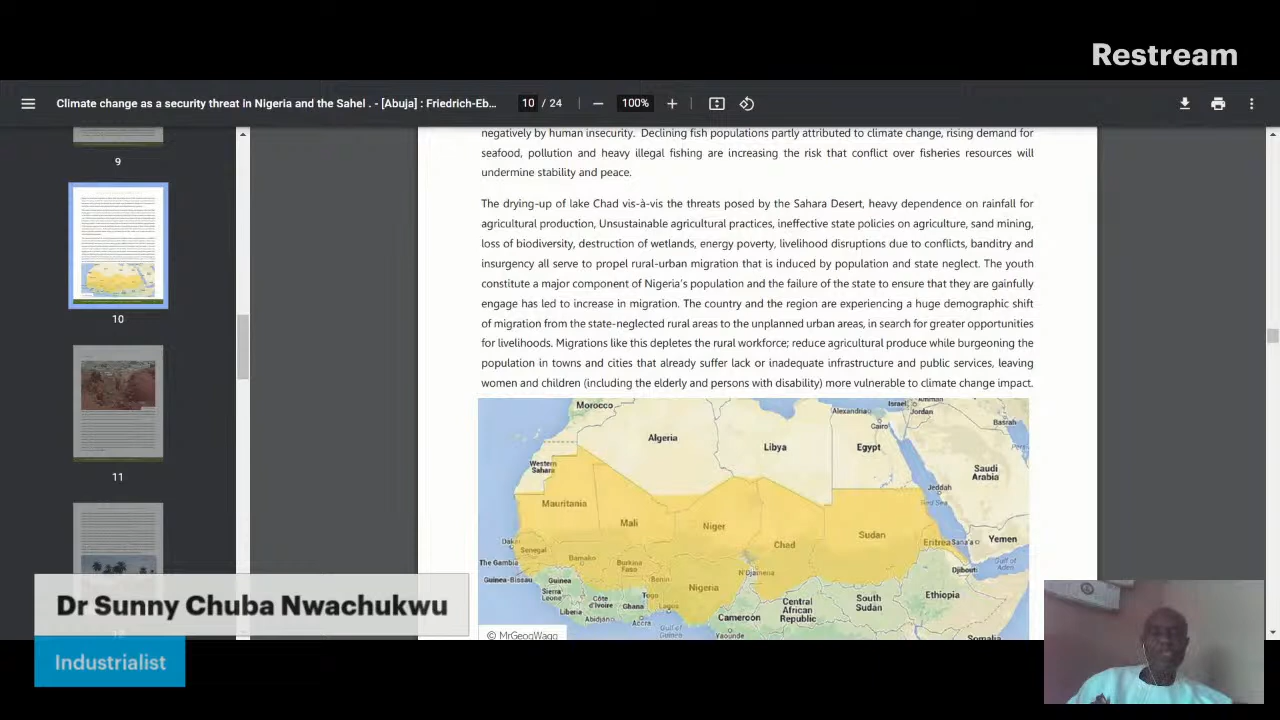 Restream
Climate change as a security threat in Nigeria and the Sahel . - [Abuja] : Friedrich-Eb...
10 / 24
100%
9
10
11
negatively by human insecurity. Declining fish populations partly attributed to climate change, rising demand for
seafood, pollution and heavy illegal fishing are increasing the risk that conflict over fisheries resources will
undermine stability and peace.
The drying-up of lake Chad vis-à-vis the threats posed by the Sahara Desert, heavy dependence on rainfall for
agricultural production, Unsustainable agricultural practices, ineffective state policies on agriculture, sand mining,
loss of biodiversity, destruction of wetlands, energy poverty, livelihood disruptions due to conflicts, banditry and
insurgency all serve to propel rural-urban migration that is induced by population and state neglect. The youth
constitute a major component of Nigeria's population and the failure of the state to ensure that they are gainfully
engage has led to increase in migration. The country and the region are experiencing a huge demographic shift
of migration from the state-neglected rural areas to the unplanned urban areas, in search for greater opportunities
for livelihoods. Migrations like this depletes the rural workforce; reduce agricultural produce while burgeoning the
population in towns and cities that already suffer lack or inadequate infrastructure and public services, leaving
women and children (including the elderly and persons with disability) more vulnerable to climate change impact.
Morocco
Alexandria
Israel
Jordan
Cairo
Basrah
Algeria
Libya
Egypt
Western
Sahara
Saudi
Arabia
Jeddah
Red Sea
Mauritania
Mali
Niger
Chad
Sudan
Eritrea
Sana'a
Yemen
Senegal
The Gambia
Bamako
Burkina
Faso
N'Djamena
Djibouti
Gulf of
Guinea-Bissau
Guinea
Benin
Nigeria
Sierra
Leone
Côte
d'Ivoire
Togo
Ghana
Lagos
Liberia
Abidjan
Accra
Gulf of
Guinea
Cameroon
Yaounde
Central
African
Republic
South
Sudan
Ethiopia
Somalia
© MrGeogWagg
Dr Sunny Chuba Nwachukwu
Industrialist